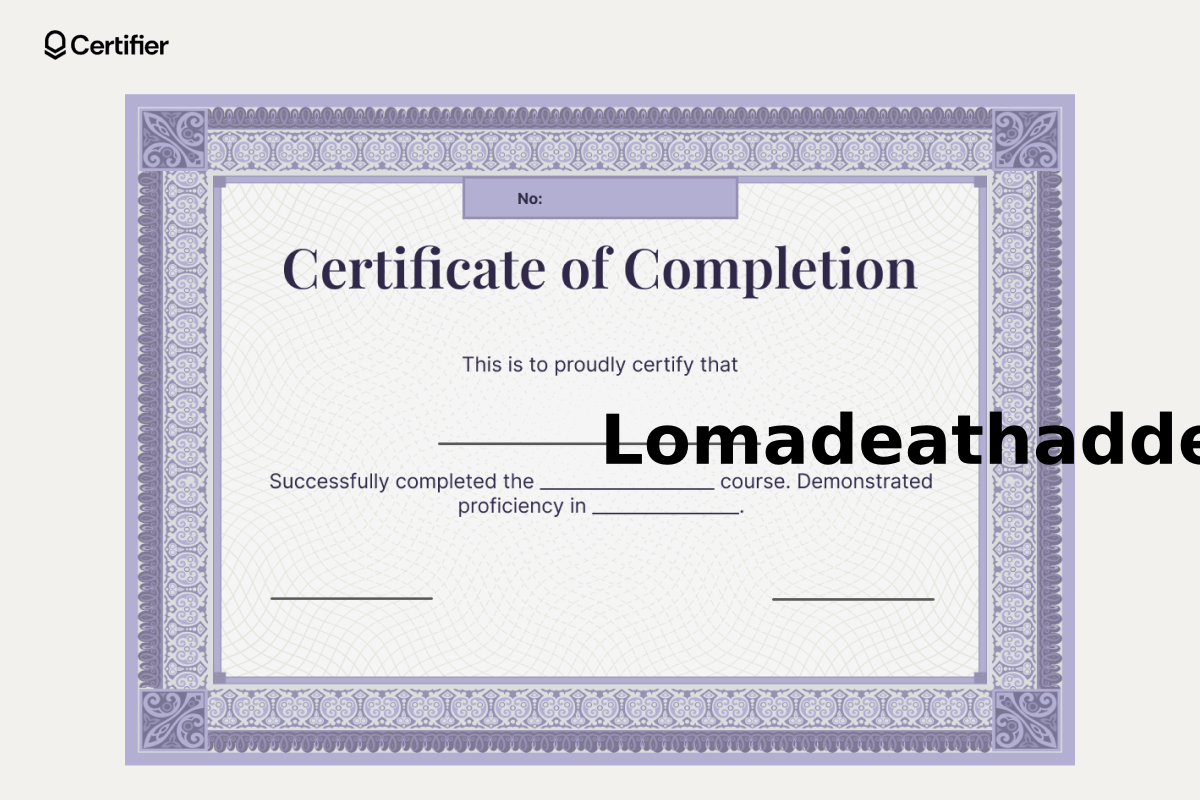 Certifier
No:
Certificate of Completion
This is to proudly certify that
Lomadeathadde
Successfully completed the ________________ course. Demonstrated
proficiency in ______________.